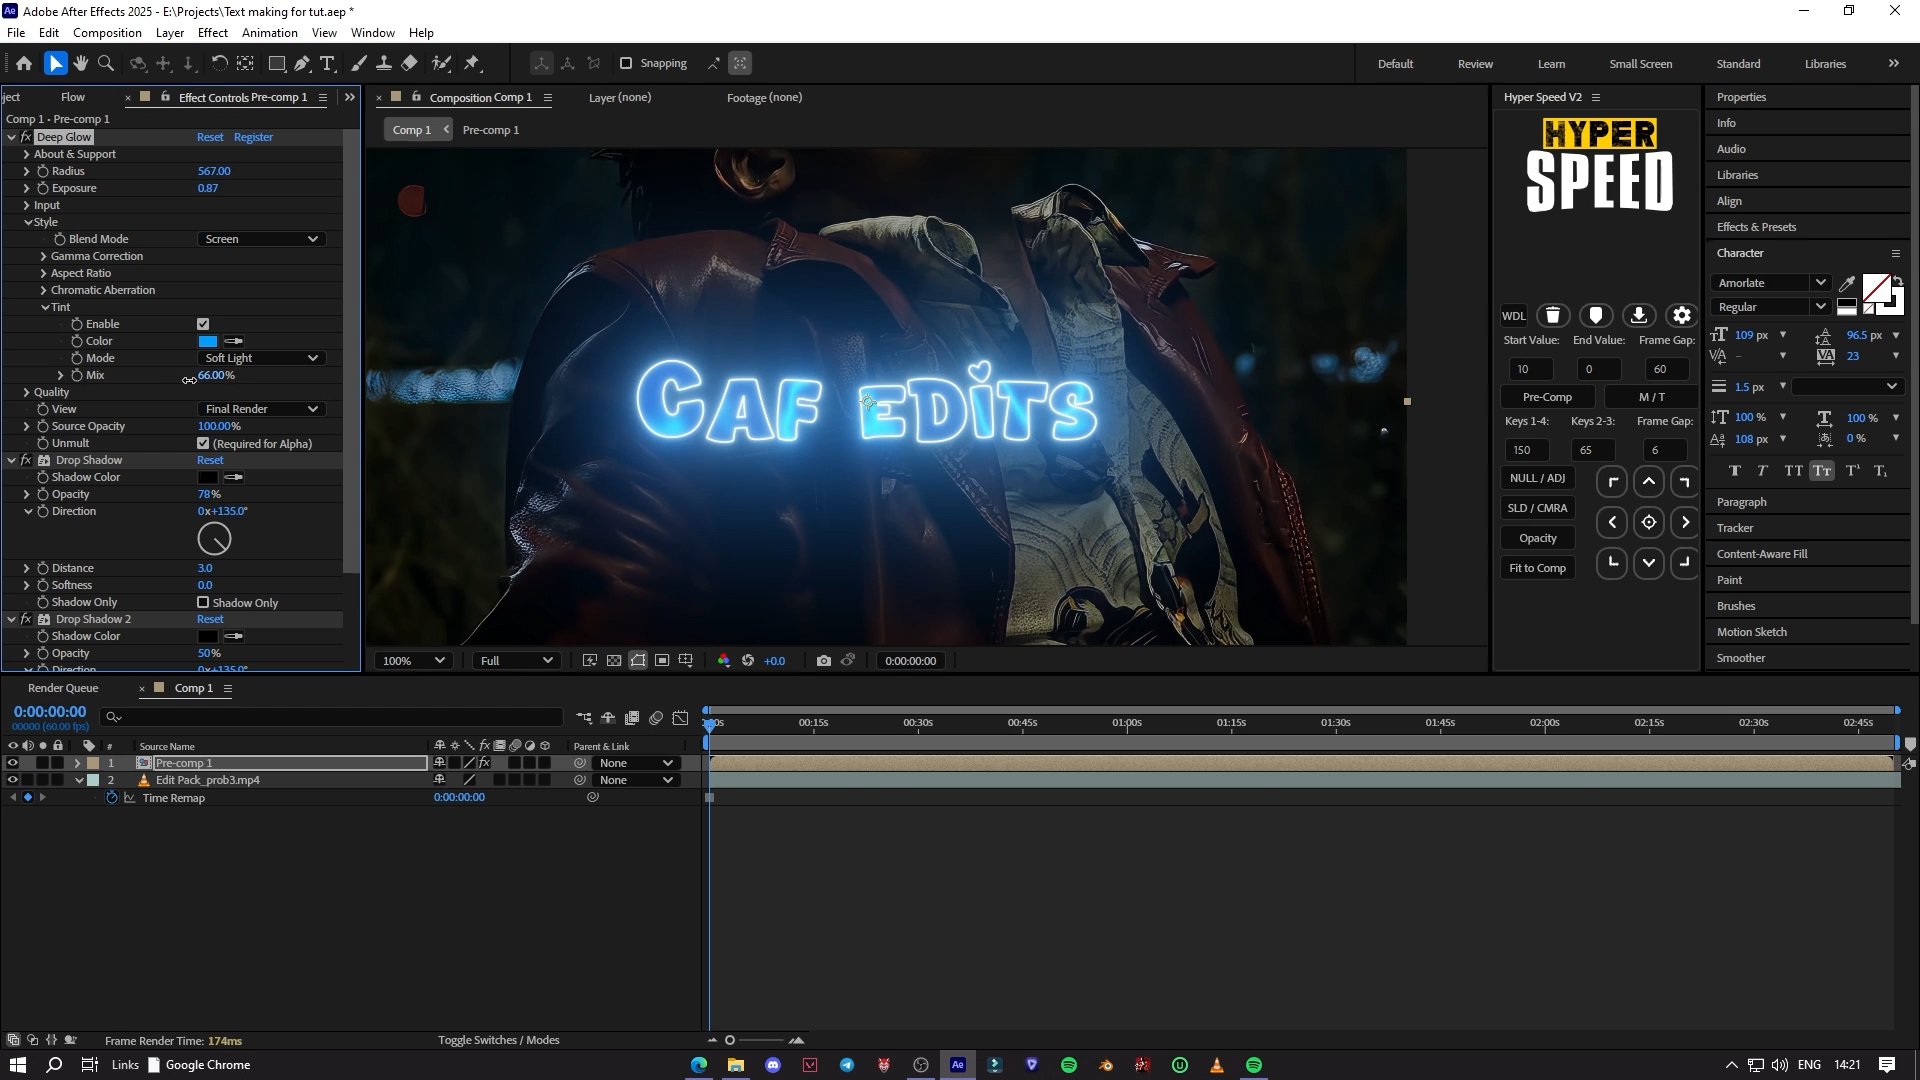 Adobe After Effects 2025 - E:\Projects\Text making for tut.aep *
File Edit Composition Layer Effect Animation View Window Help
Snapping
Default Review Learn Small Screen Standard Libraries
ject Flow Effect Controls Pre-comp 1
Comp 1 • Pre-comp 1
Deep Glow Reset Register
About & Support
Radius 567.00
Exposure 0.87
Input
Style
Blend Mode Screen
Gamma Correction
Aspect Ratio
Chromatic Aberration
Tint
Enable
Color
Mode Soft Light
Mix 66.00%
Quality
View Final Render
Source Opacity 100.00%
Unmult (Required for Alpha)
Drop Shadow Reset
Shadow Color
Opacity 78%
Direction 0x+135.0°
Distance 3.0
Softness 0.0
Shadow Only Shadow Only
Drop Shadow 2 Reset
Shadow Color
Opacity 50%
Direction 0x+135.0°
Composition Comp 1 Layer (none) Footage (none)
Comp 1 Pre-comp 1
CAF EDITS
100% Full +0.0 0:00:00:00
Hyper Speed V2
HYPER
SPEED
WDL
Start Value: End Value: Frame Gap:
10 0 60
Pre-Comp M / T
Keys 1-4: Keys 2-3: Frame Gap:
150 65 6
NULL / ADJ
SLD / CMRA
Opacity
Fit to Comp
Properties
Info
Audio
Libraries
Align
Effects & Presets
Character
Amorlate
Regular
109 px 96.5 px
23
1.5 px
100 % 100 %
108 px 0 %
Paragraph
Tracker
Content-Aware Fill
Paint
Brushes
Motion Sketch
Smoother
Render Queue Comp 1
0:00:00:00
00000 (60.00 fps)
# Source Name Parent & Link
1 Pre-comp 1 None
2 Edit Pack_prob3.mp4 None
Time Remap 0:00:00:00
00:15s 00:30s 00:45s 01:00s 01:15s 01:30s 01:45s 02:00s 02:15s 02:30s 02:45s
Frame Render Time: 174ms Toggle Switches / Modes
Links Google Chrome ENG 14:21